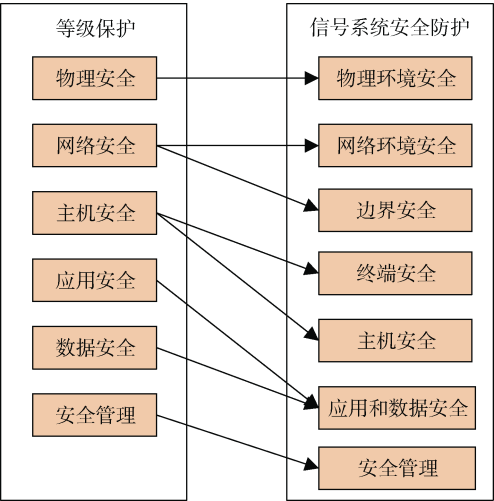 等级保护
物理安全
网络安全
主机安全
应用安全
数据安全
安全管理
信号系统安全防护
物理环境安全
网络环境安全
边界安全
终端安全
主机安全
应用和数据安全
安全管理